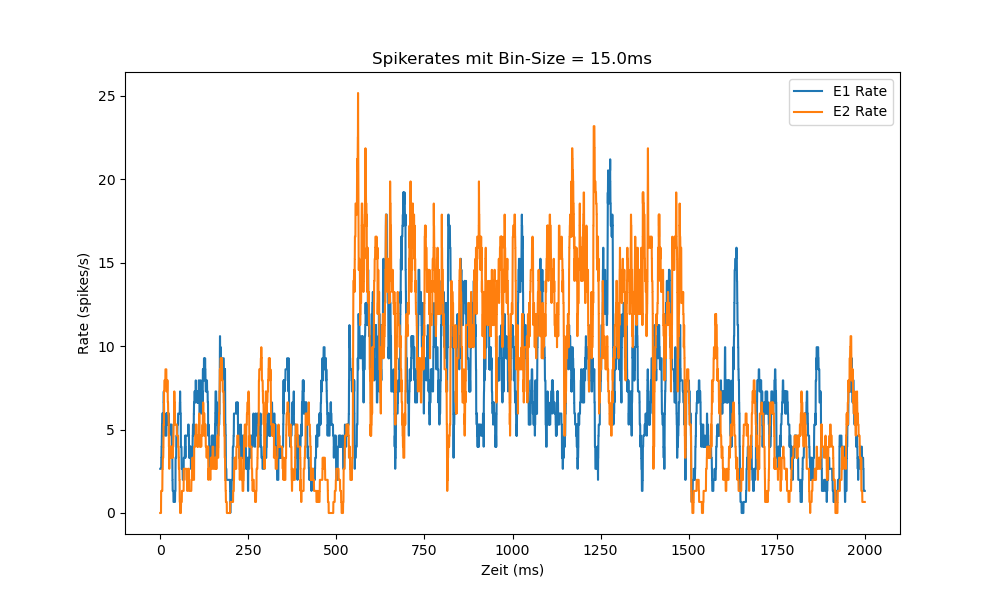 Spikerates mit Bin-Size = 15.0ms
E1 Rate
E2 Rate
Rate (spikes/s)
25
20
15
10
5
0
0 250 500 750 1000 1250 1500 1750 2000
Zeit (ms)